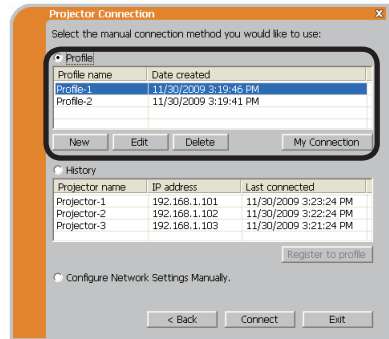 Projector Connection X
Select the manual connection method you would like to use:
Profile
Profile name Date created
Profile-1 11/30/2009 3:19:46 PM
Profile-2 11/30/2009 3:19:41 PM
New Edit Delete My Connection
History
Projector name IP address Last connected
Projector-1 192.168.1.101 11/30/2009 3:23:24 PM
Projector-2 192.168.1.102 11/30/2009 3:22:24 PM
Projector-3 192.168.1.103 11/30/2009 3:21:24 PM
Register to profile
Configure Network Settings Manually.
< Back Connect Exit